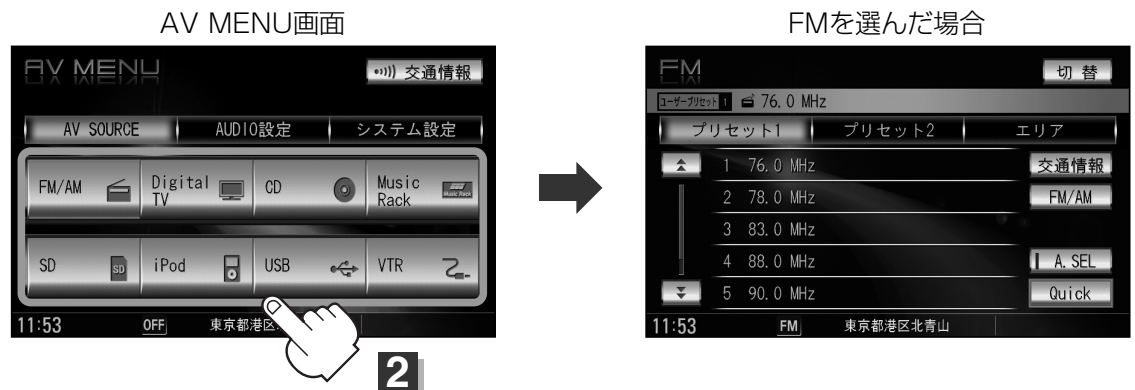 AV MENU画面
AV MENU
交通情報
AV SOURCE AUDIO設定 システム設定
FM/AM Digital TV CD Music Rack Music Rack
SD SD iPod USB VTR
11:53 OFF 東京都港区
2
FMを選んだ場合
FM
切 替
ユーザープリセット 1 76.0 MHz
プリセット1 プリセット2 エリア
1 76.0 MHz 交通情報
2 78.0 MHz FM/AM
3 83.0 MHz
4 88.0 MHz A.SEL
5 90.0 MHz Quick
11:53 FM 東京都港区北青山